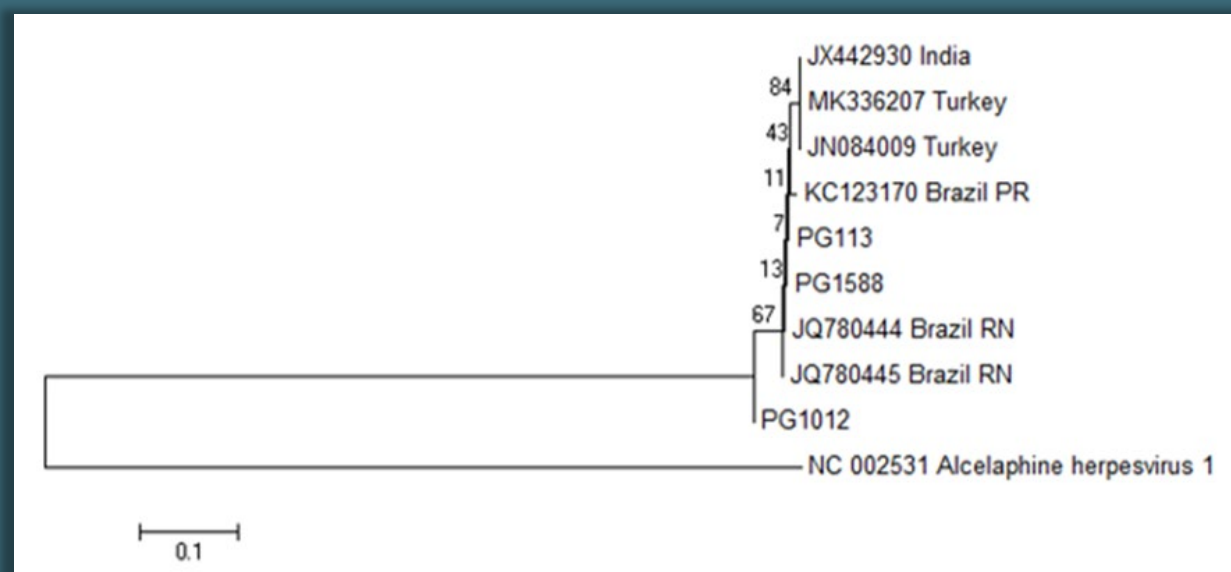 JX442930 India
84
MK336207 Turkey
43
JN084009 Turkey
11
KC123170 Brazil PR
7
PG113
13
PG1588
67
JQ780444 Brazil RN
JQ780445 Brazil RN
PG1012
NC 002531 Alcelaphine herpesvirus 1
0.1